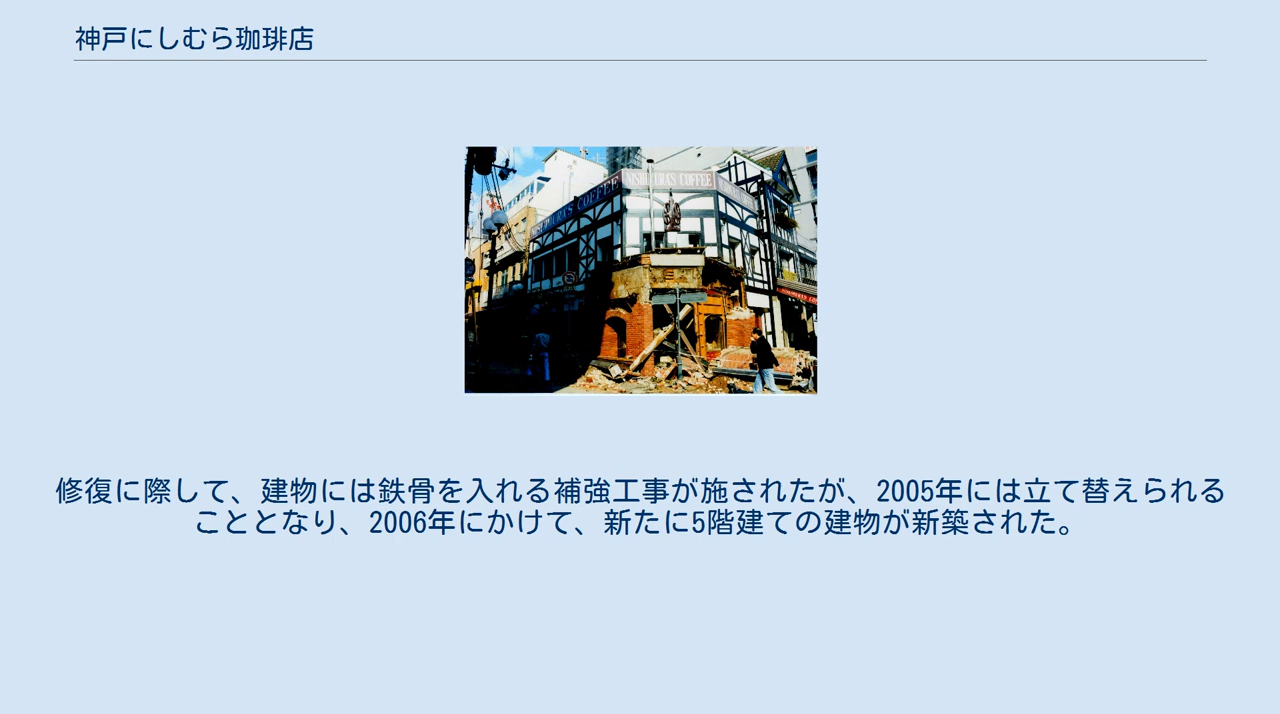 神戸にしむら珈琲店
NISHIMURA'S COFFEE
NISHIMURA'S COFFEE
修復に際して、建物には鉄骨を入れる補強工事が施されたが、2005年には立て替えられる
こととなり、2006年にかけて、新たに5階建ての建物が新築された。